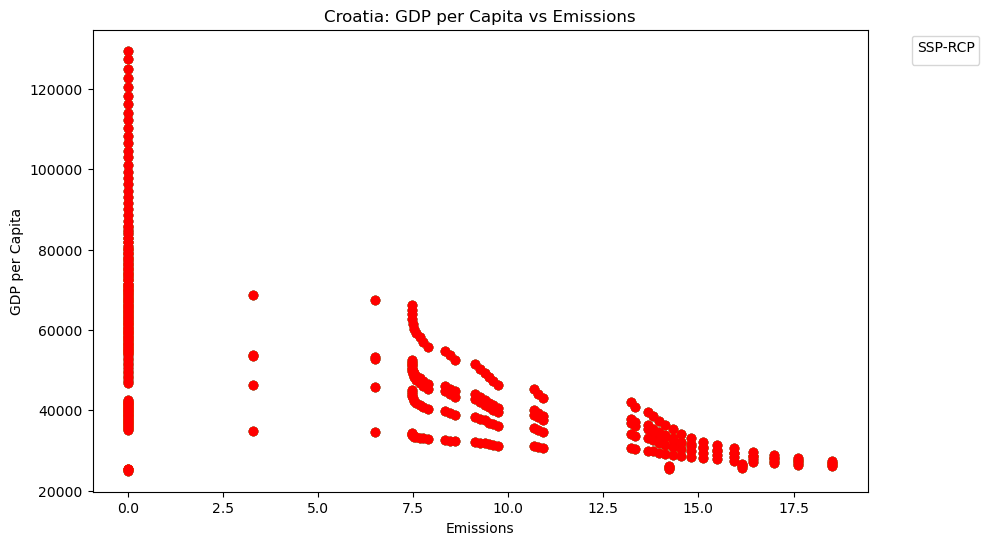 Croatia: GDP per Capita vs Emissions
SSP-RCP
120000
100000
80000
60000
40000
20000
GDP per Capita
0.0 2.5 5.0 7.5 10.0 12.5 15.0 17.5
Emissions